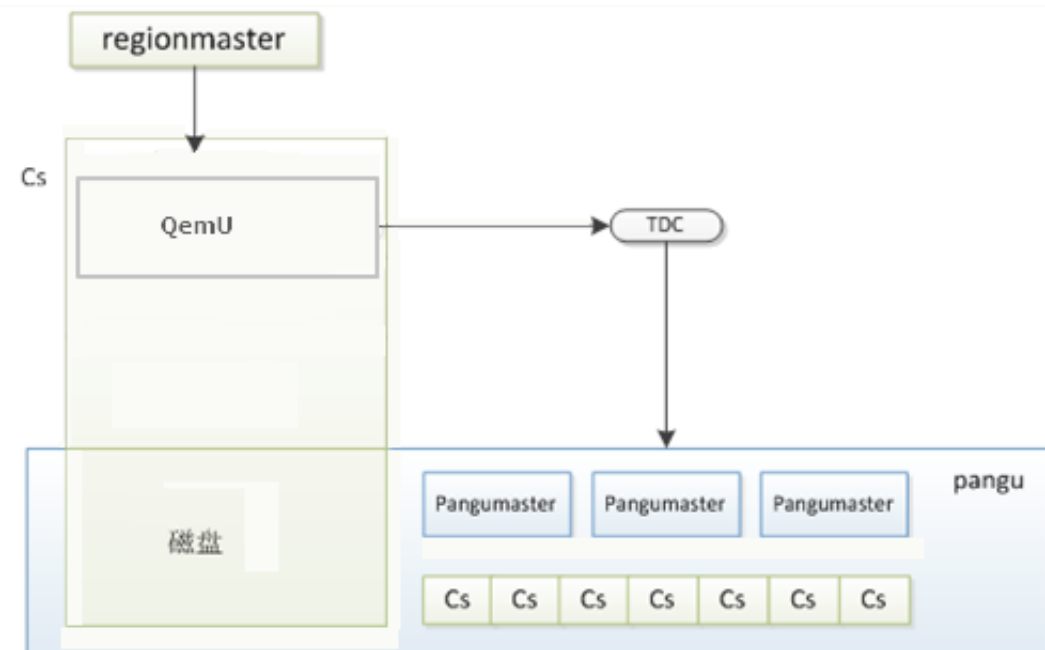 regionmaster
Cs
QemU
TDC
pangu
Pangumaster Pangumaster Pangumaster
磁盘
Cs Cs Cs Cs Cs Cs Cs